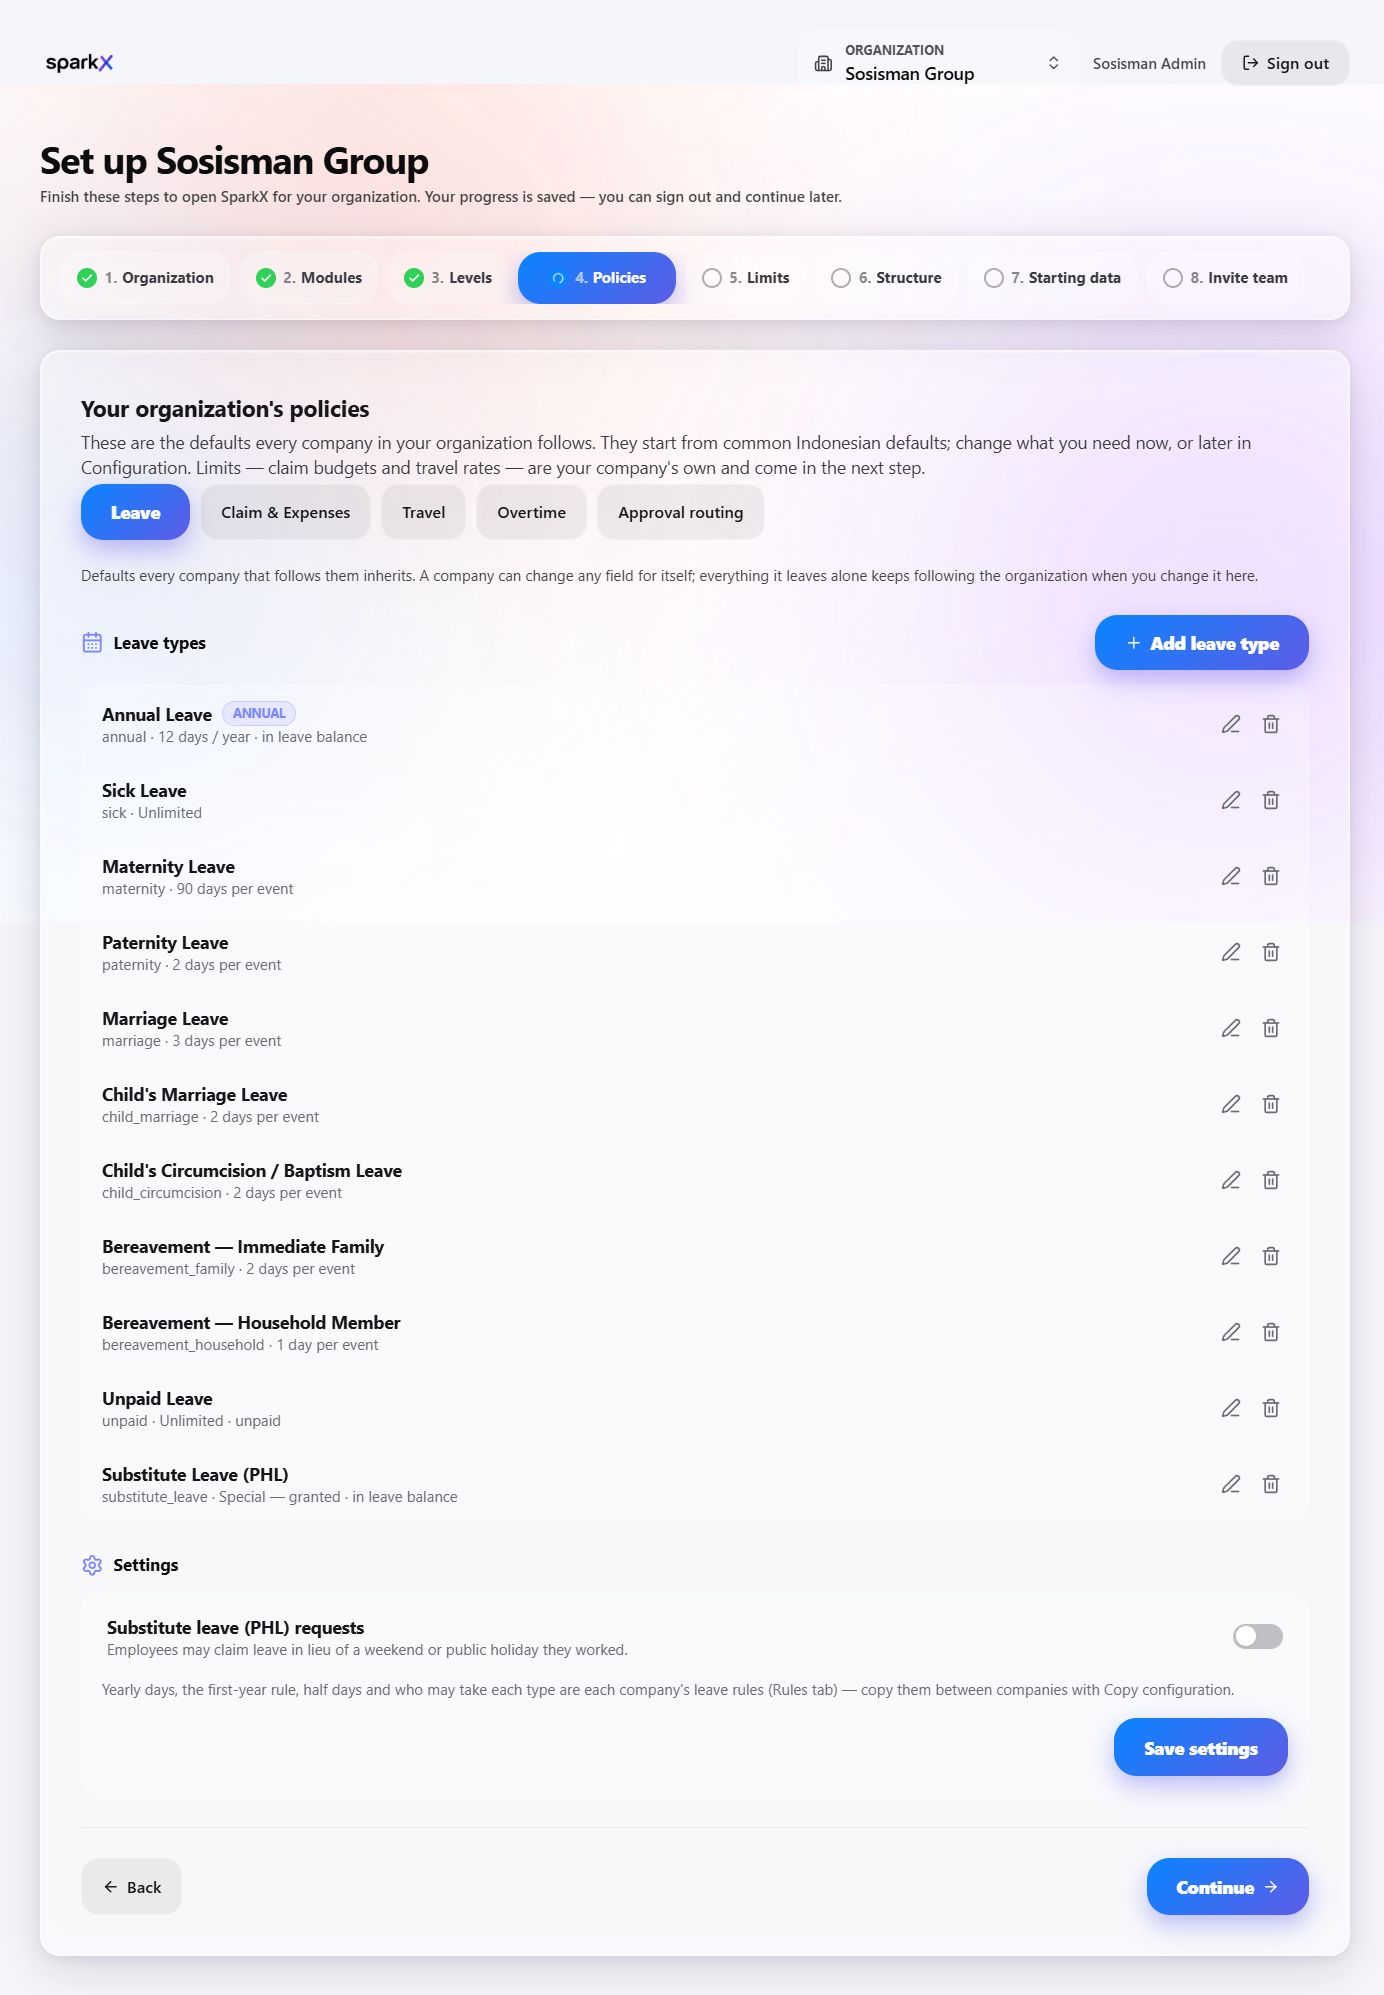 sparkX
ORGANIZATION
Sosisman Group
Sosisman Admin
Sign out
Set up Sosisman Group
Finish these steps to open SparkX for your organization. Your progress is saved — you can sign out and continue later.
1. Organization
2. Modules
3. Levels
4. Policies
5. Limits
6. Structure
7. Starting data
8. Invite team
Your organization's policies
These are the defaults every company in your organization follows. They start from common Indonesian defaults; change what you need now, or later in
Configuration. Limits — claim budgets and travel rates — are your company's own and come in the next step.
Leave
Claim & Expenses
Travel
Overtime
Approval routing
Defaults every company that follows them inherits. A company can change any field for itself; everything it leaves alone keeps following the organization when you change it here.
Leave types
Add leave type
Annual Leave ANNUAL
annual · 12 days / year · in leave balance
Sick Leave
sick · Unlimited
Maternity Leave
maternity · 90 days per event
Paternity Leave
paternity · 2 days per event
Marriage Leave
marriage · 3 days per event
Child's Marriage Leave
child_marriage · 2 days per event
Child's Circumcision / Baptism Leave
child_circumcision · 2 days per event
Bereavement — Immediate Family
bereavement_family · 2 days per event
Bereavement — Household Member
bereavement_household · 1 day per event
Unpaid Leave
unpaid · Unlimited · unpaid
Substitute Leave (PHL)
substitute_leave · Special — granted · in leave balance
Settings
Substitute leave (PHL) requests
Employees may claim leave in lieu of a weekend or public holiday they worked.
Yearly days, the first-year rule, half days and who may take each type are each company's leave rules (Rules tab) — copy them between companies with Copy configuration.
Save settings
Back
Continue